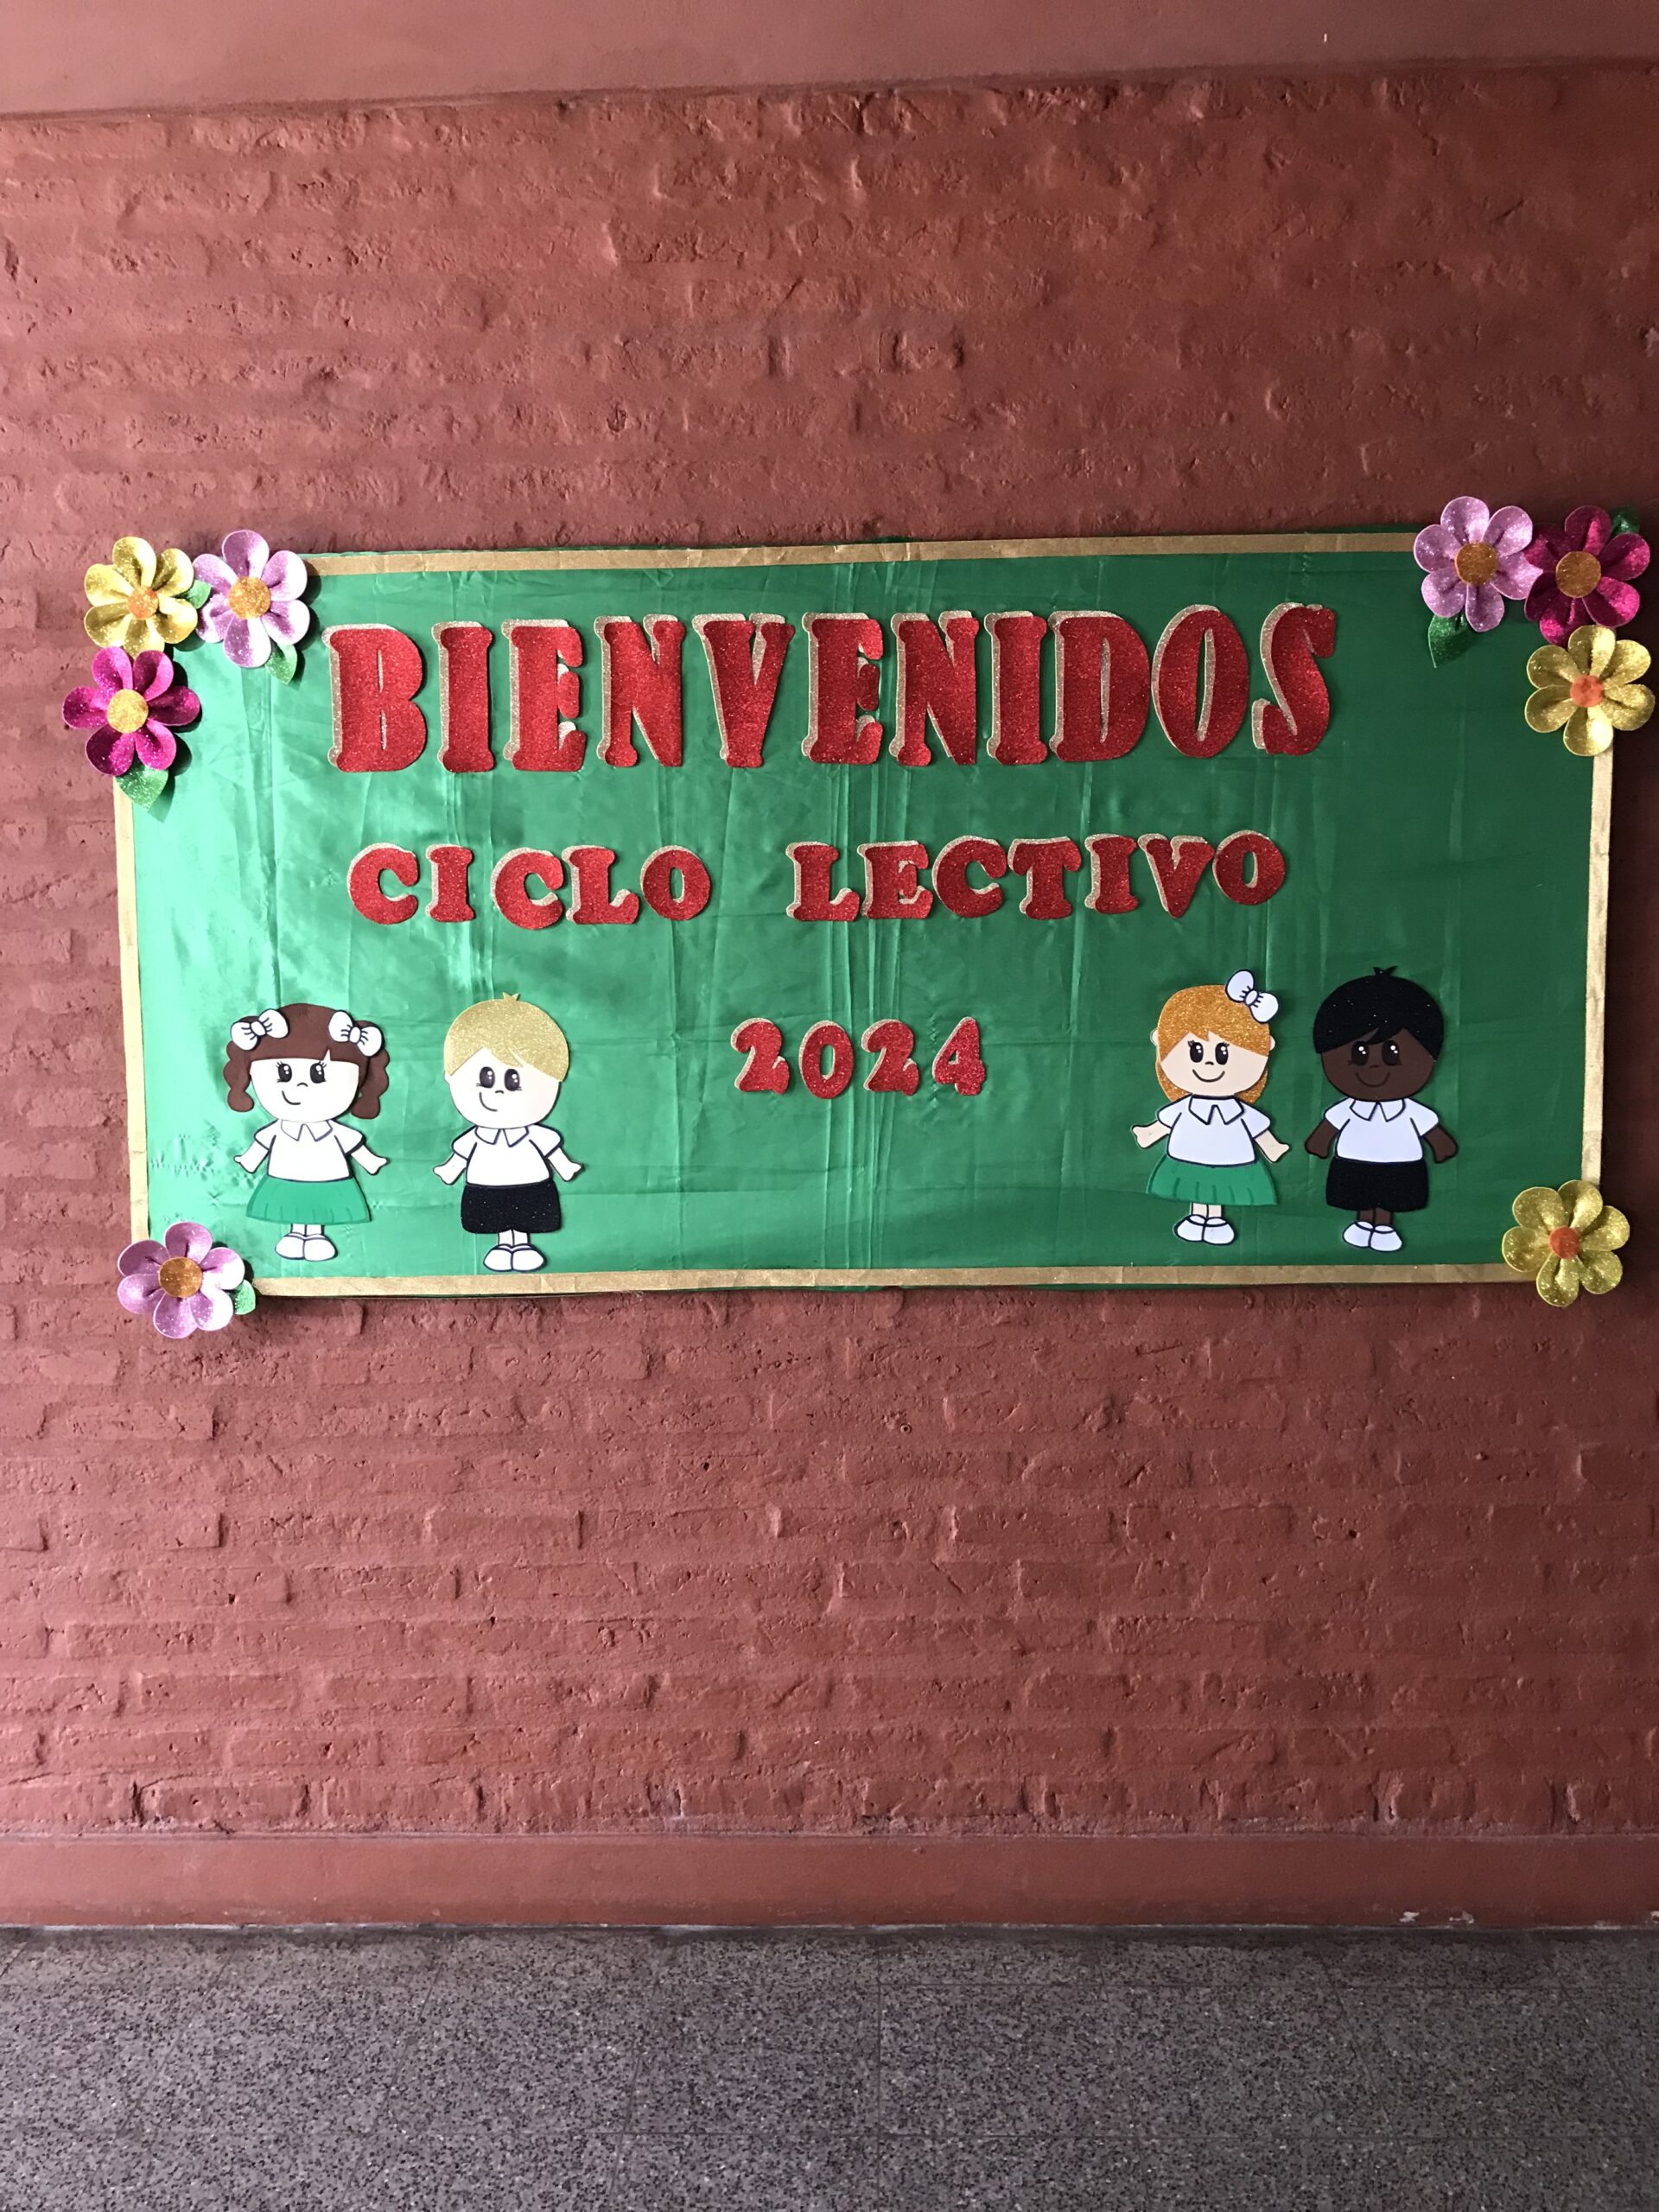 BIENVENIDOS
CICLO LECTIVO
2024